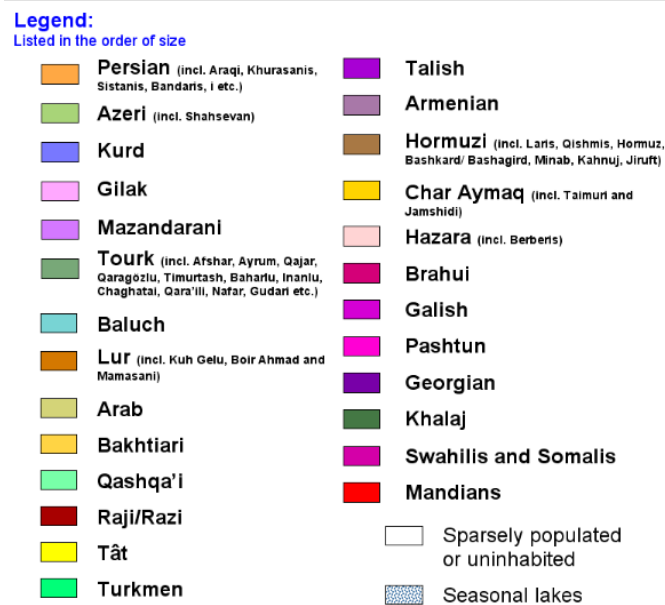 Legend:
Listed in the order of size
Persian (incl. Araqi, Khurasanis,
Sistanis, Bandaris, i etc.)
Azeri (incl. Shahsevan)
Kurd
Gilak
Mazandarani
Tourk (incl. Afshar, Ayrum, Qajar,
Qaragözlu, Timurtash, Baharlu, Inanlu,
Chaghatai, Qara'ili, Nafar, Gudari etc.)
Baluch
Lur (incl. Kuh Gelu, Boir Ahmad and
Mamasani)
Arab
Bakhtiari
Qashqa'i
Raji/Razi
Tât
Turkmen
Talish
Armenian
Hormuzi (incl. Laris, Qishmis, Hormuz,
Bashkard/ Bashagird, Minab, Kahnuj, Jiruft)
Char Aymaq (incl. Taimuri and
Jamshidi)
Hazara (incl. Berberis)
Brahui
Galish
Pashtun
Georgian
Khalaj
Swahilis and Somalis
Mandians
Sparsely populated
or uninhabited
Seasonal lakes